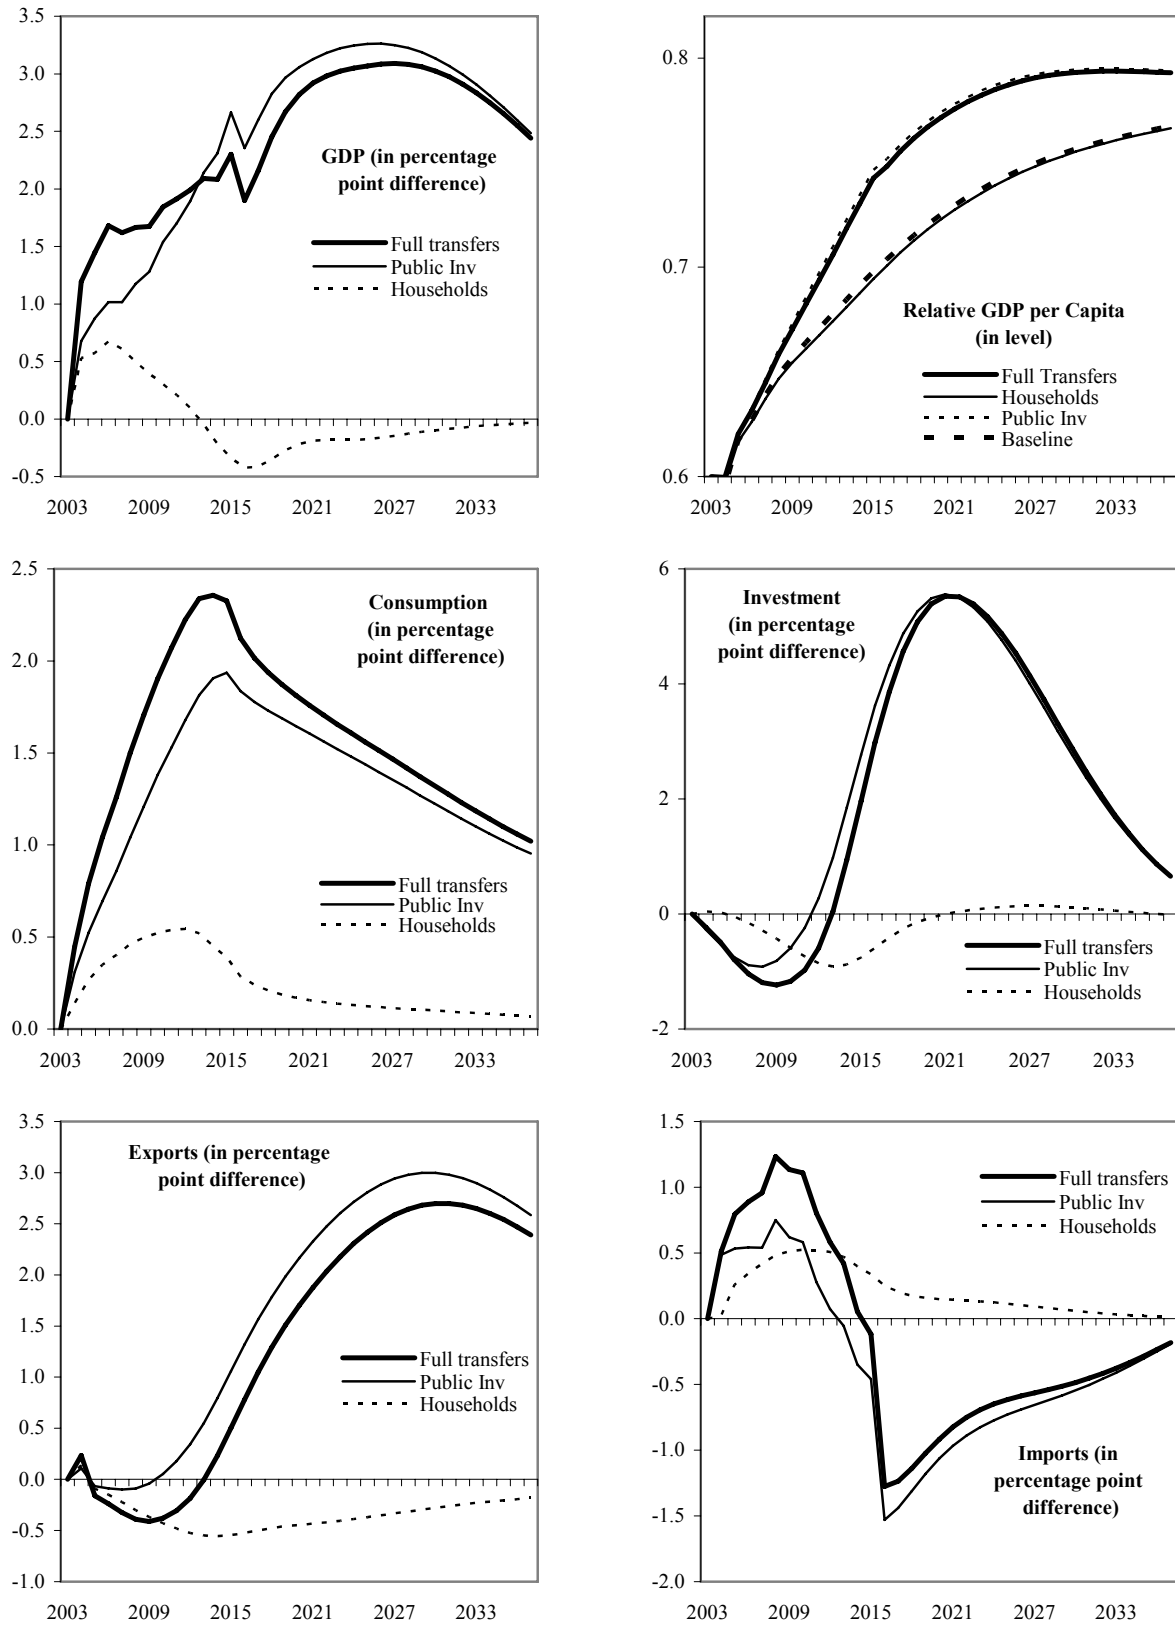 3.5
3.0
2.5
2.0
1.5
1.0
0.5
0.0
-0.5
GDP (in percentage
point difference)
Full transfers
Public Inv
Households
2003 2009 2015 2021 2027 2033
0.8
0.7
0.6
Relative GDP per Capita
(in level)
Full Transfers
Households
Public Inv
Baseline
2003 2009 2015 2021 2027 2033
2.5
2.0
1.5
1.0
0.5
0.0
Consumption
(in percentage
point difference)
Full transfers
Public Inv
Households
2003 2009 2015 2021 2027 2033
6
4
2
0
-2
Investment
(in percentage
point difference)
Full transfers
Public Inv
Households
2003 2009 2015 2021 2027 2033
3.5
3.0
2.5
2.0
1.5
1.0
0.5
0.0
-0.5
-1.0
Exports (in percentage
point difference)
Full transfers
Public Inv
Households
2003 2009 2015 2021 2027 2033
1.5
1.0
0.5
0.0
-0.5
-1.0
-1.5
-2.0
Full transfers
Public Inv
Households
Imports (in
percentage point
difference)
2003 2009 2015 2021 2027 2033